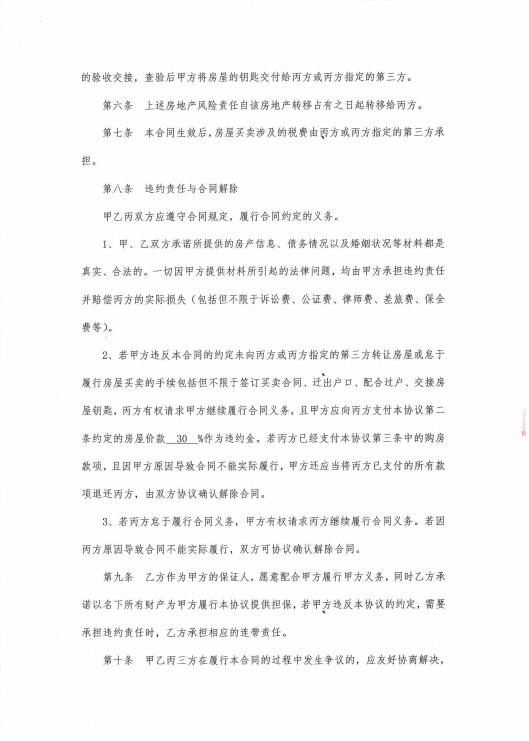 的验收交接，查验后甲方将房屋的钥匙交付给丙方或丙方指定的第三方。
第六条　上述房地产风险责任自该房地产转移占有之日起转移给丙方。
第七条　本合同生效后，房屋买卖涉及的税费由丙方或丙方指定的第三方承
担。
第八条　违约责任与合同解除
甲乙丙双方应遵守合同规定，履行合同约定的义务。
1、甲、乙双方承诺所提供的房产信息、债务情况以及婚姻状况等材料都是
真实、合法的。一切因甲方提供材料所引起的法律问题，均由甲方承担违约责任
并赔偿丙方的实际损失（包括但不限于诉讼费、公证费、律师费、差旅费、保全
费等）。
2、若甲方违反本合同的约定未向丙方或丙方指定的第三方转让房屋或怠于
履行房屋买卖的手续包括但不限于签订买卖合同、迁出户口、配合过户、交接房
屋钥匙，丙方有权请求甲方继续履行合同义务，且甲方应向丙方支付本协议第二
条约定的房屋价款 30 %作为违约金。若丙方已经支付本协议第三条中的购房
款项，且因甲方原因导致合同不能实际履行，甲方还应当将丙方已支付的所有款
项退还丙方，由双方协议确认解除合同。
3、若丙方怠于履行合同义务，甲方有权请求丙方继续履行合同义务。若因
丙方原因导致合同不能实际履行，双方可协议确认解除合同。
第九条　乙方作为甲方的保证人，愿意配合甲方履行甲方义务，同时乙方承
诺以名下所有财产为甲方履行本协议提供担保，若甲方违反本协议的约定，需要
承担违约责任时，乙方承担相应的连带责任。
第十条　甲乙丙三方在履行本合同的过程中发生争议的，应友好协商解决，